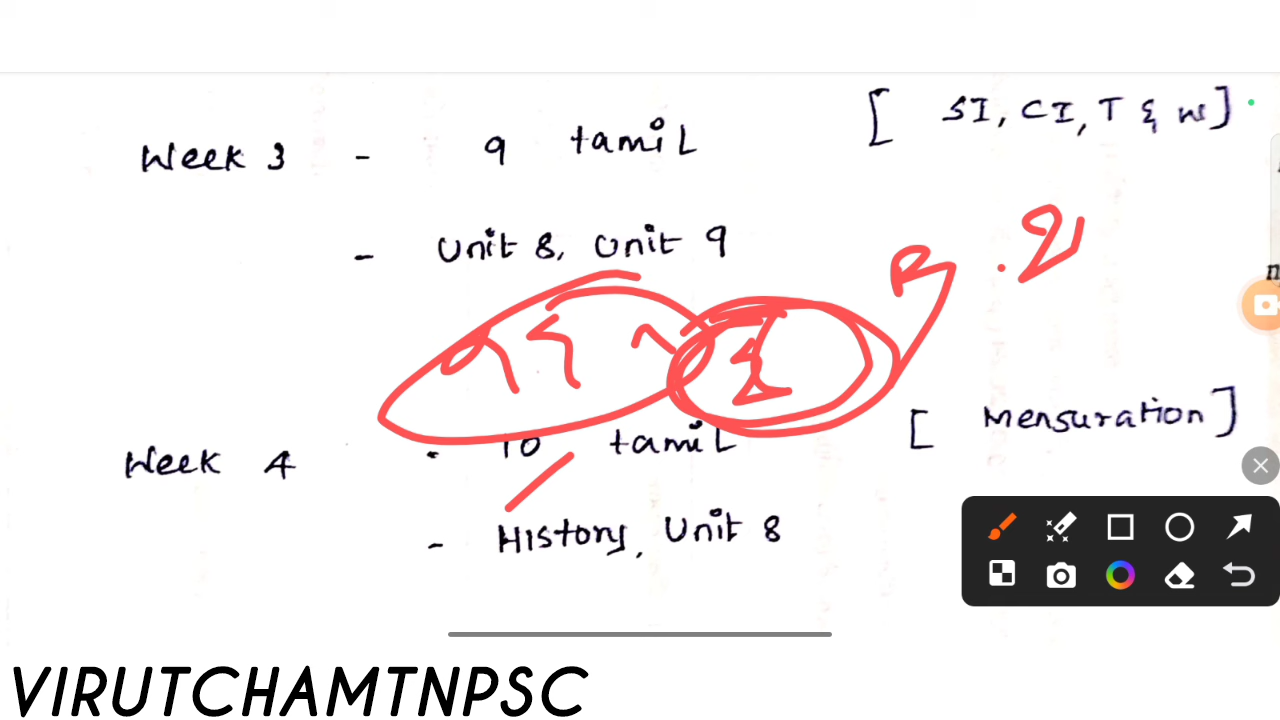 Week 3 - 9 tamil [ SI, CI, T & W ]
- Unit 8, Unit 9
Week 4 - 10 tamil [ Mensuration ]
- History, Unit 8
VIRUTCHAMTNPSC